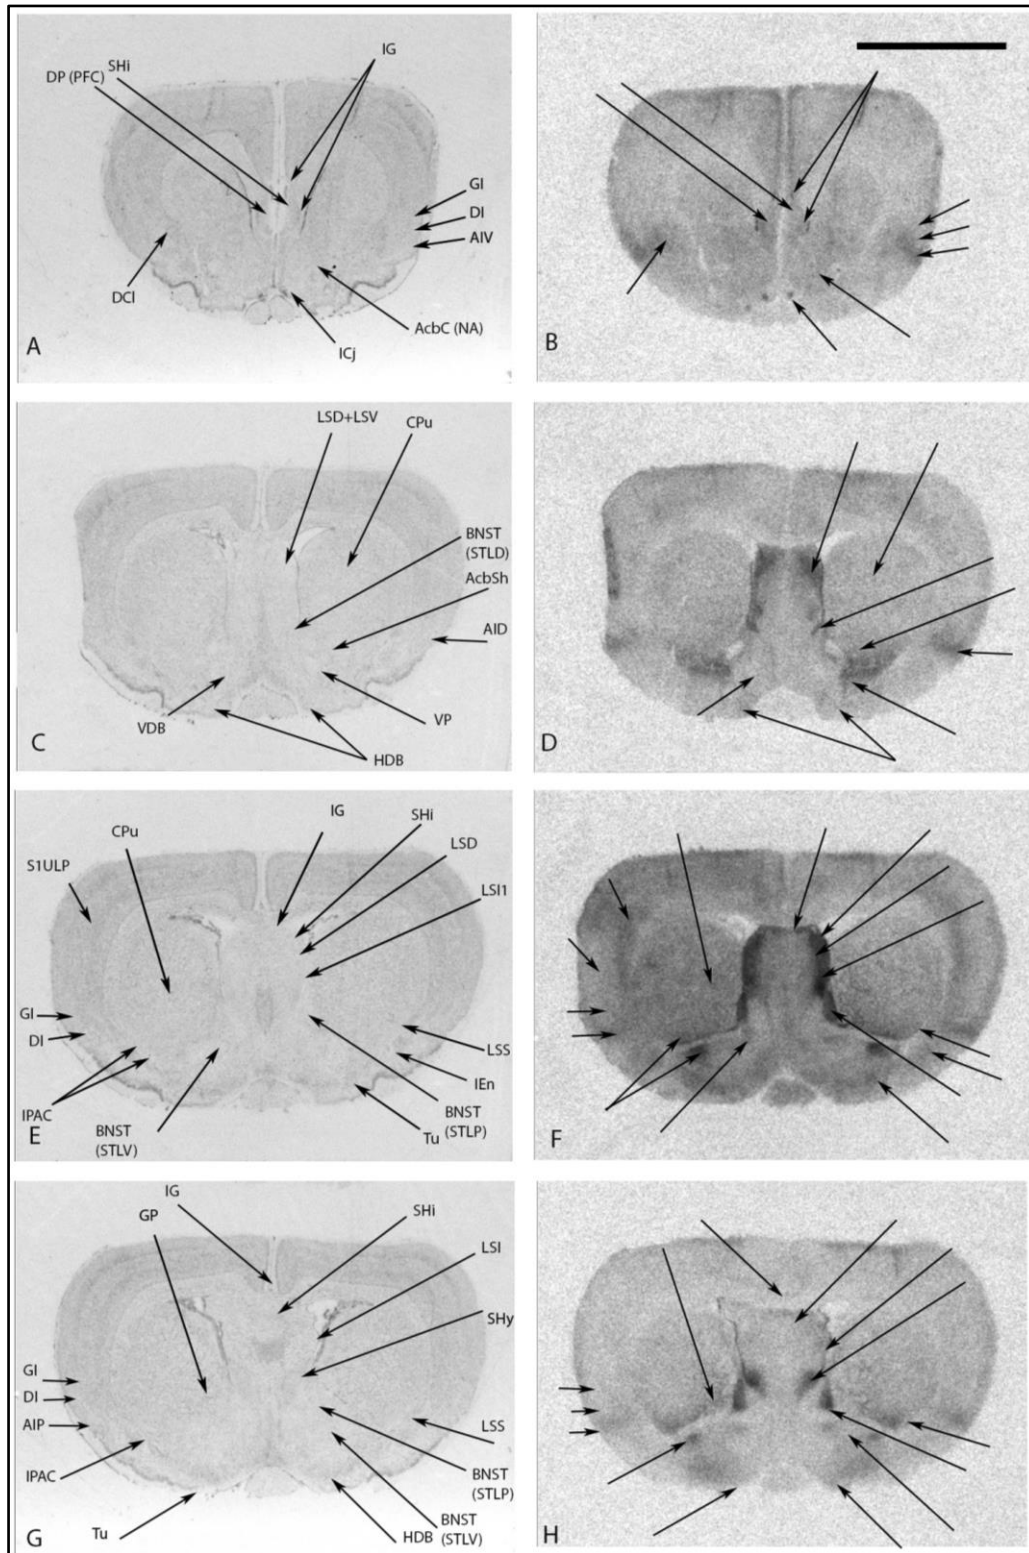 IG
SHi
DP (PFC)
GI
DI
AIV
DCl
AcbC (NA)
ICj
A
B
LSD+LSV
CPu
BNST
(STLD)
AcbSh
AID
VDB
VP
HDB
C
D
IG
SHi
CPu
LSD
S1ULP
LSI1
GI
DI
LSS
IEn
IPAC
BNST
(STLP)
BNST
(STLV)
Tu
E
F
IG
SHi
GP
LSI
SHy
GI
DI
AIP
LSS
IPAC
BNST
(STLP)
Tu
HDB
BNST
(STLV)
G
H